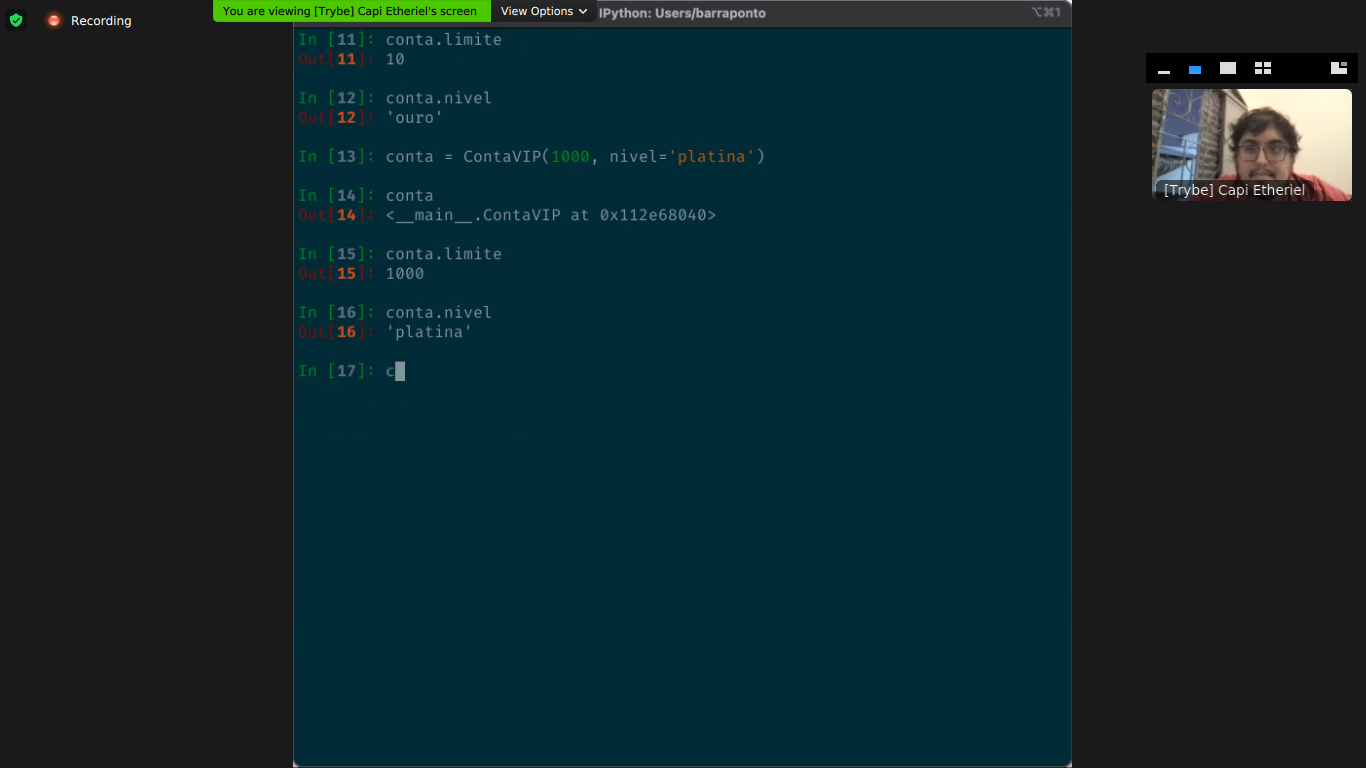 Recording
You are viewing [Trybe] Capi Etheriel's screen
View Options
IPython: Users/barraponto
⌥⌘1
In [11]: conta.limite
Out[11]: 10
In [12]: conta.nivel
Out[12]: 'ouro'
In [13]: conta = ContaVIP(1000, nivel='platina')
In [14]: conta
Out[14]: <__main__.ContaVIP at 0x112e68040>
In [15]: conta.limite
Out[15]: 1000
In [16]: conta.nivel
Out[16]: 'platina'
In [17]: c
[Trybe] Capi Etheriel